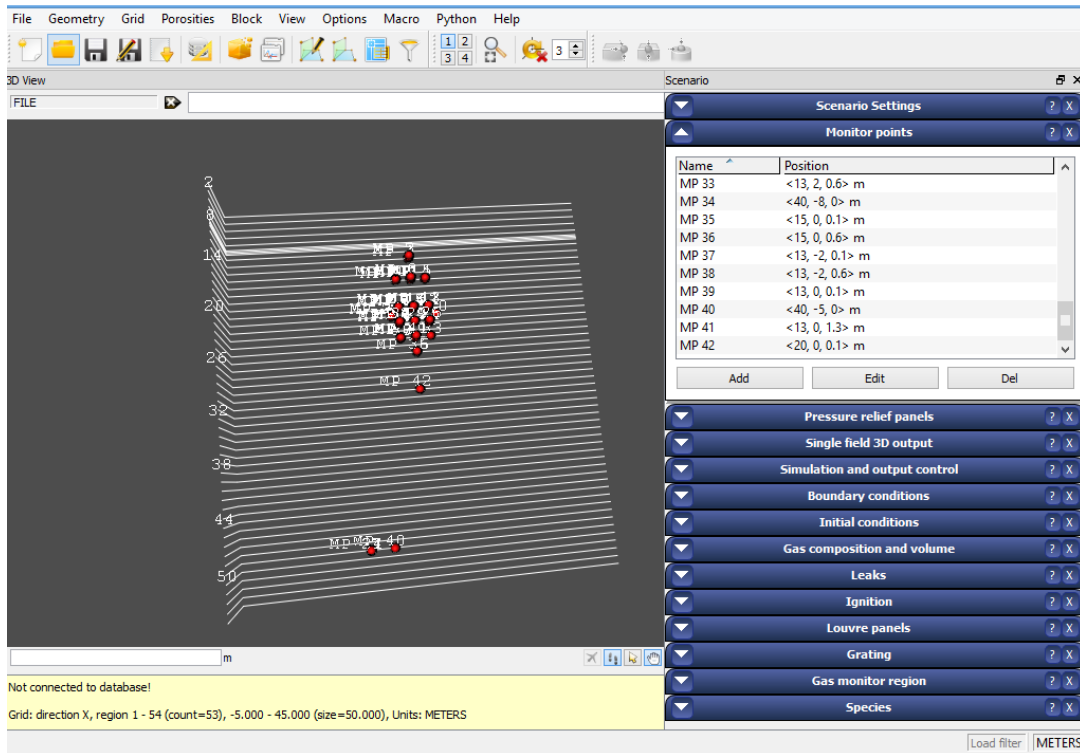 File Geometry Grid Porosities Block View Options Macro Python Help
1 2
3 4
3
3D View
FILE
2
8
14
20
26
32
38
44
50
MP 42
m
Not connected to database!
Grid: direction X, region 1 - 54 (count=53), -5.000 - 45.000 (size=50.000), Units: METERS
Scenario
Scenario Settings ? X
Monitor points ? X
Name Position
MP 33 <13, 2, 0.6> m
MP 34 <40, -8, 0> m
MP 35 <15, 0, 0.1> m
MP 36 <15, 0, 0.6> m
MP 37 <13, -2, 0.1> m
MP 38 <13, -2, 0.6> m
MP 39 <13, 0, 0.1> m
MP 40 <40, -5, 0> m
MP 41 <13, 0, 1.3> m
MP 42 <20, 0, 0.1> m
Add Edit Del
Pressure relief panels ? X
Single field 3D output ? X
Simulation and output control ? X
Boundary conditions ? X
Initial conditions ? X
Gas composition and volume ? X
Leaks ? X
Ignition ? X
Louvre panels ? X
Grating ? X
Gas monitor region ? X
Species ? X
Load filter METERS